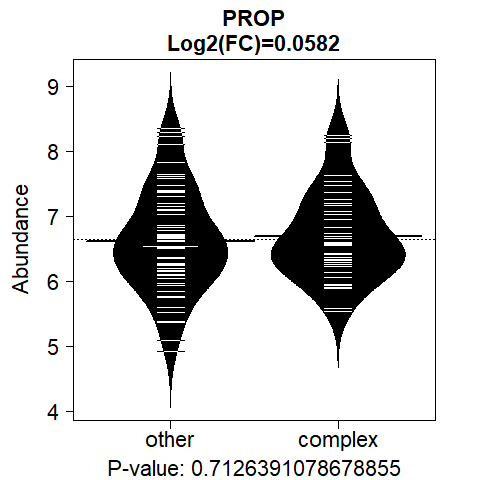 PROP
Log2(FC)=0.0582
Abundance
9
8
7
6
5
4
other
complex
P-value: 0.7126391078678855